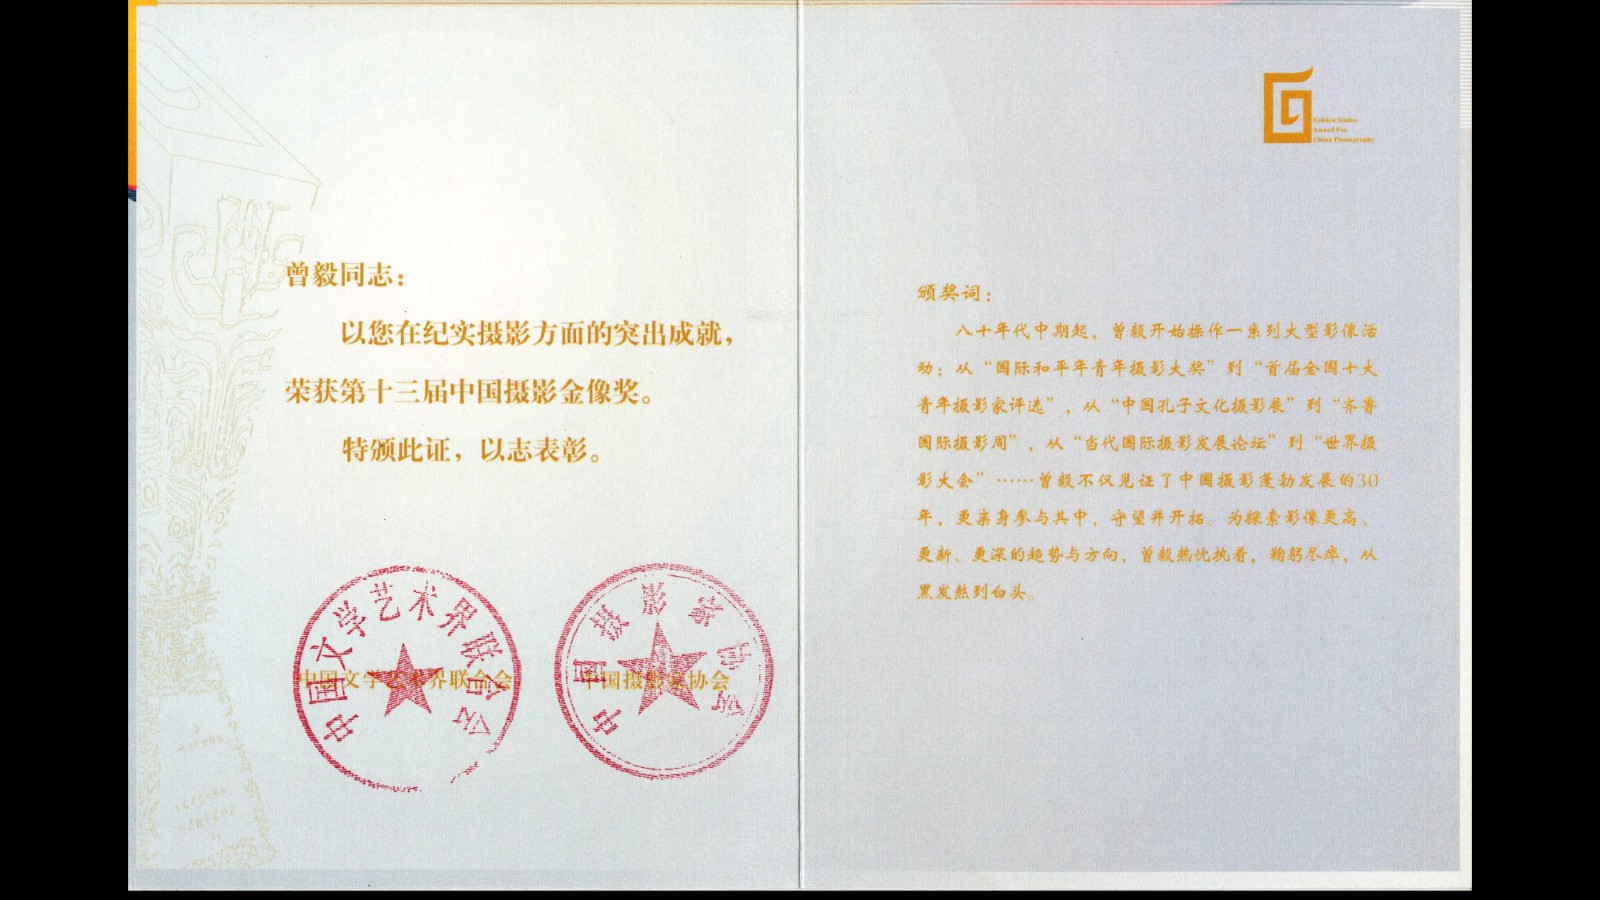 曾毅同志：
以您在纪实摄影方面的突出成就，
荣获第十三届中国摄影金像奖。
特颁此证，以志表彰。
中国文学艺术界联合会
中国摄影家协会
中国文学艺术界联合会
中国摄影家协会
Golden Statue
Award For
China Photography
颁奖词：
八十年代中期起，曾毅开始操作一系列大型影像活
动：从“国际和平年青年摄影大奖”到“首届全国十大
青年摄影家评选”，从“中国孔子文化摄影展”到“齐鲁
国际摄影周”，从“当代国际摄影发展论坛”到“世界摄
影大会”……曾毅不仅见证了中国摄影蓬勃发展的30
年，更亲身参与其中，守望并开拓。为探索影像更高、
更新、更深的趋势与方向，曾毅热忱执着，鞠躬尽瘁，从
黑发熬到白头。